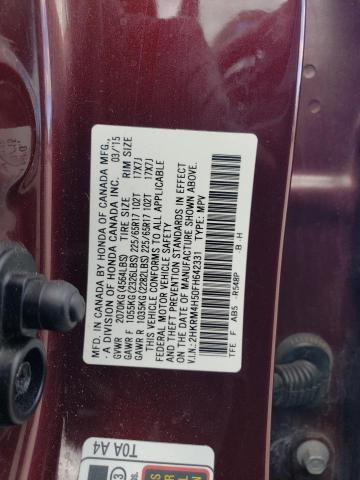 MFD. IN CANADA BY HONDA OF CANADA MFG.,
- A DIVISION OF HONDA CANADA INC. 03/15
GVWR 2070KG (4564LBS) TIRE SIZE RIM SIZE
GAWR F 1055KG (2326LBS) 225/65R17 102T 17X7J
GAWR R 1035KG (2282LBS) 225/65R17 102T 17X7J
THIS VEHICLE CONFORMS TO ALL APPLICABLE
FEDERAL MOTOR VEHICLE SAFETY
AND THEFT PREVENTION STANDARDS IN EFFECT
ON THE DATE OF MANUFACTURE SHOWN ABOVE.
V.I.N.: 2HKRM4H50FH642331 TYPE: MPV
TFE F ABS R554BP - B - H
T0A A4